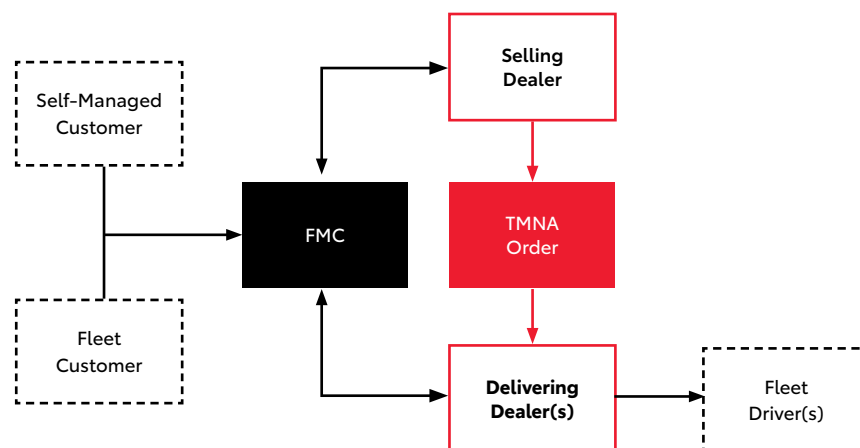 Selling
Dealer
Self-Managed
Customer
FMC
TMNA
Order
Fleet
Customer
Delivering
Dealer(s)
Fleet
Driver(s)